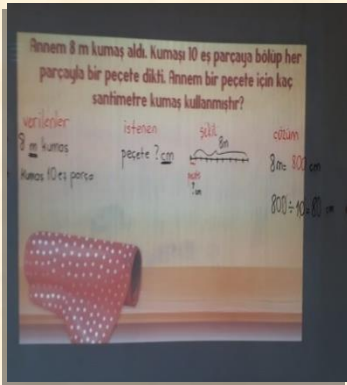 Annem 8 m kumaş aldı. Kumaşı 10 eş parçaya bölüp her
parçayla bir peçete dikti. Annem bir peçete için kaç
santimetre kumaş kullanmıştır?
verilenler
8 m kumaş
Kumaş 10 eş parça
istenen
peçete ? cm
şekil
8m
? cm
çözüm
8m= 800 cm
800÷10=80 cm